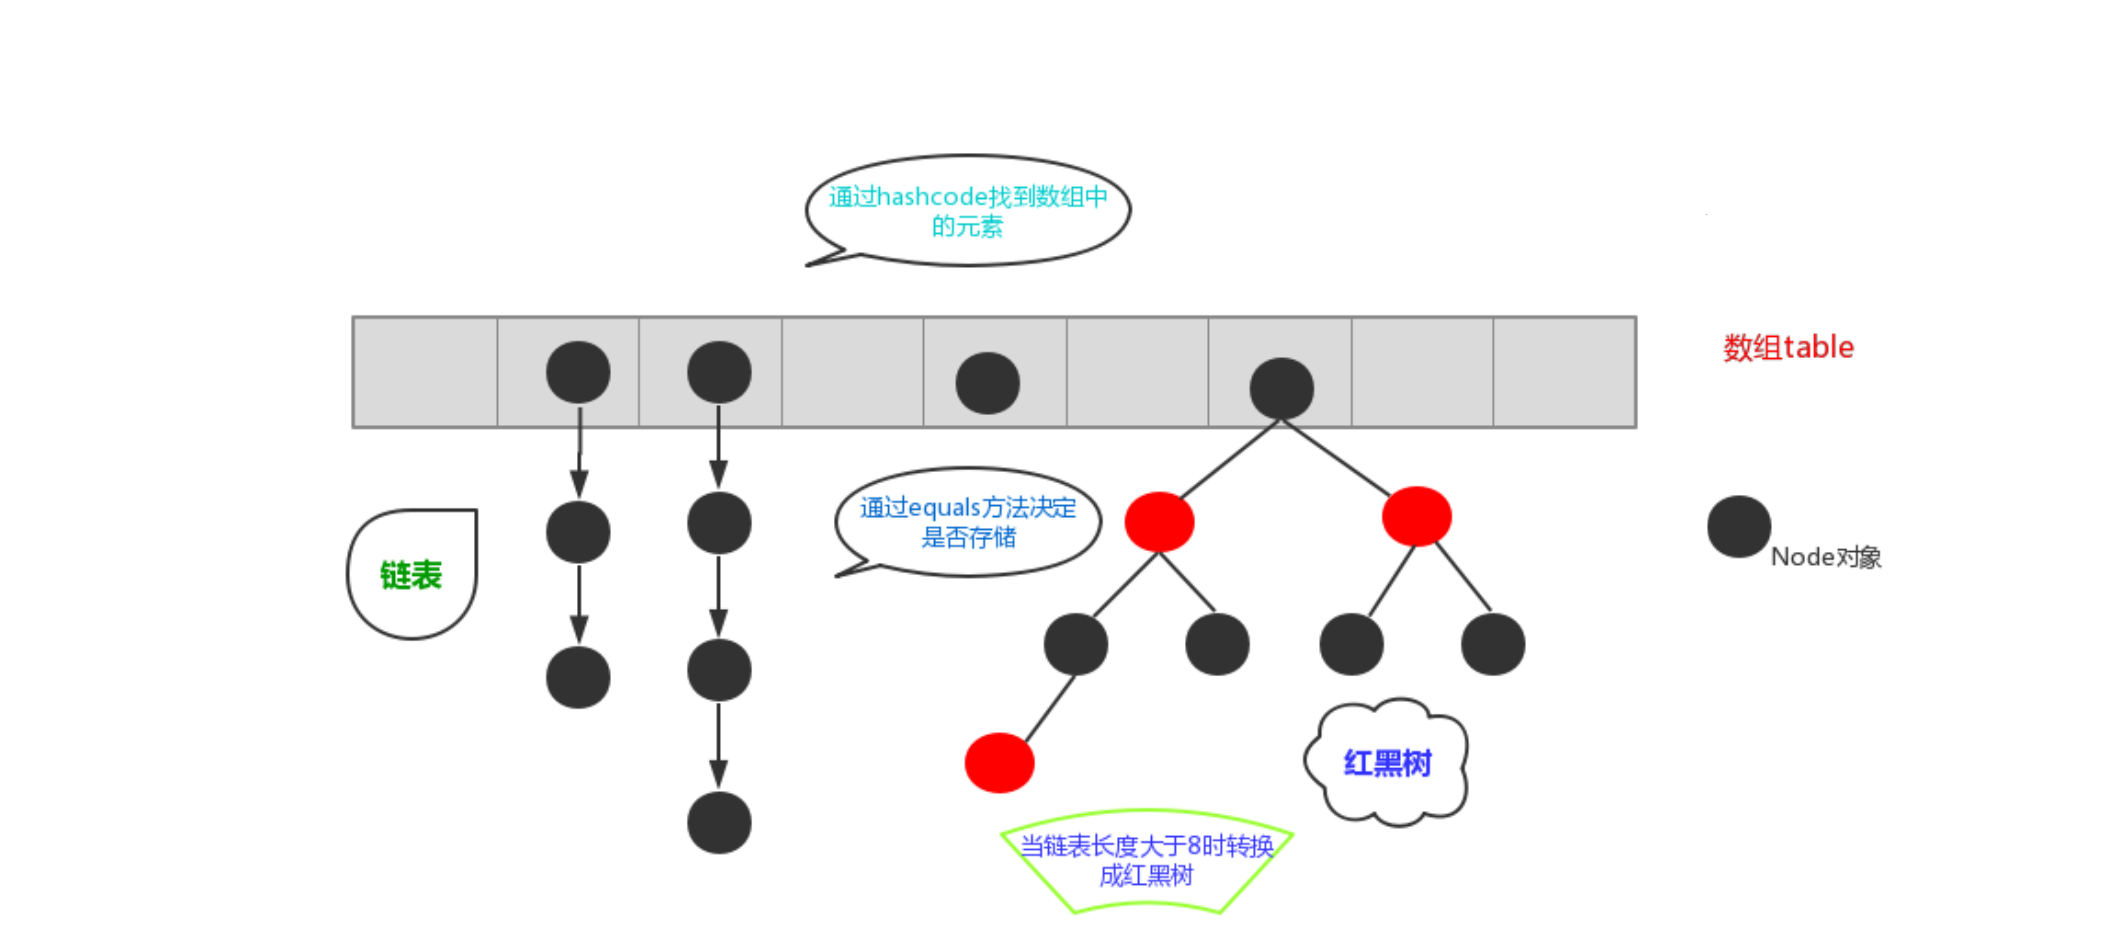 通过hashcode找到数组中
的元素
数组table
通过equals方法决定
是否存储
Node对象
链表
红黑树
当链表长度大于8时转换
成红黑树